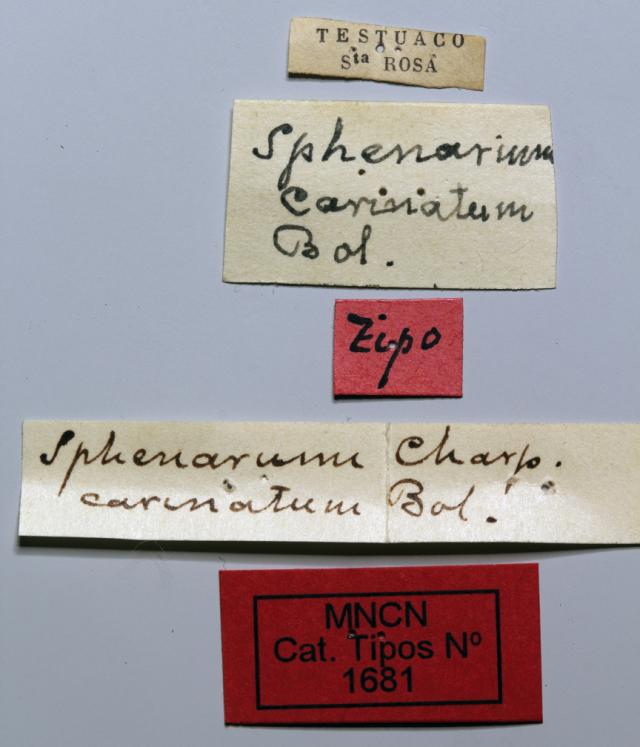 TESTUACO
Sta ROSA
Sphenarium
carinatum
Bol.
Tipo
Sphenarium Charp.
carinatum Bol.
MNCN
Cat. Tipos Nº
1681